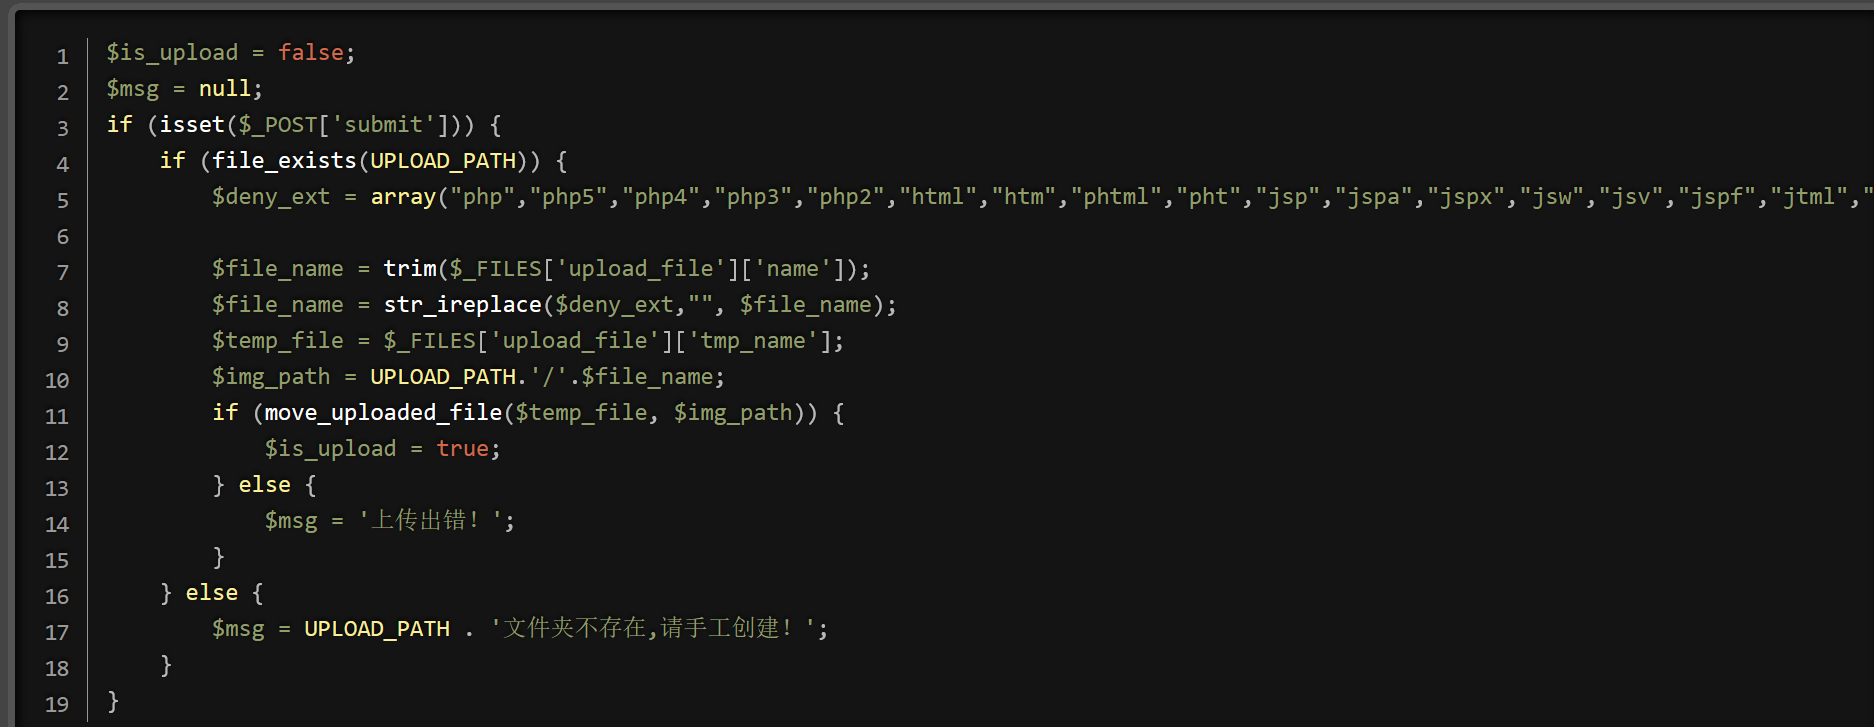 1 $is_upload = false;
2 $msg = null;
3 if (isset($_POST['submit'])) {
4     if (file_exists(UPLOAD_PATH)) {
5         $deny_ext = array("php","php5","php4","php3","php2","html","htm","phtml","pht","jsp","jspa","jspx","jsw","jsv","jspf","jtml","
6
7         $file_name = trim($_FILES['upload_file']['name']);
8         $file_name = str_ireplace($deny_ext,"", $file_name);
9         $temp_file = $_FILES['upload_file']['tmp_name'];
10         $img_path = UPLOAD_PATH.'/'.$file_name;
11         if (move_uploaded_file($temp_file, $img_path)) {
12             $is_upload = true;
13         } else {
14             $msg = '上传出错！';
15         }
16     } else {
17         $msg = UPLOAD_PATH . '文件夹不存在,请手工创建！';
18     }
19 }